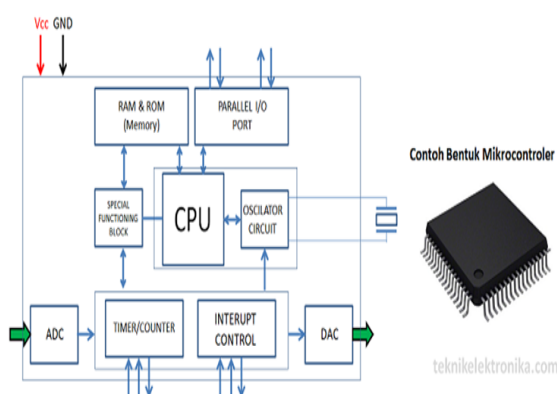 Vcc GND
RAM & ROM
(Memory)
PARALLEL I/O
PORT
Contoh Bentuk Mikrocontroler
SPECIAL
FUNCTIONING
BLOCK
CPU
OSCILATOR
CIRCUIT
ADC
TIMER/COUNTER
INTERUPT
CONTROL
DAC
teknikelektronika.com